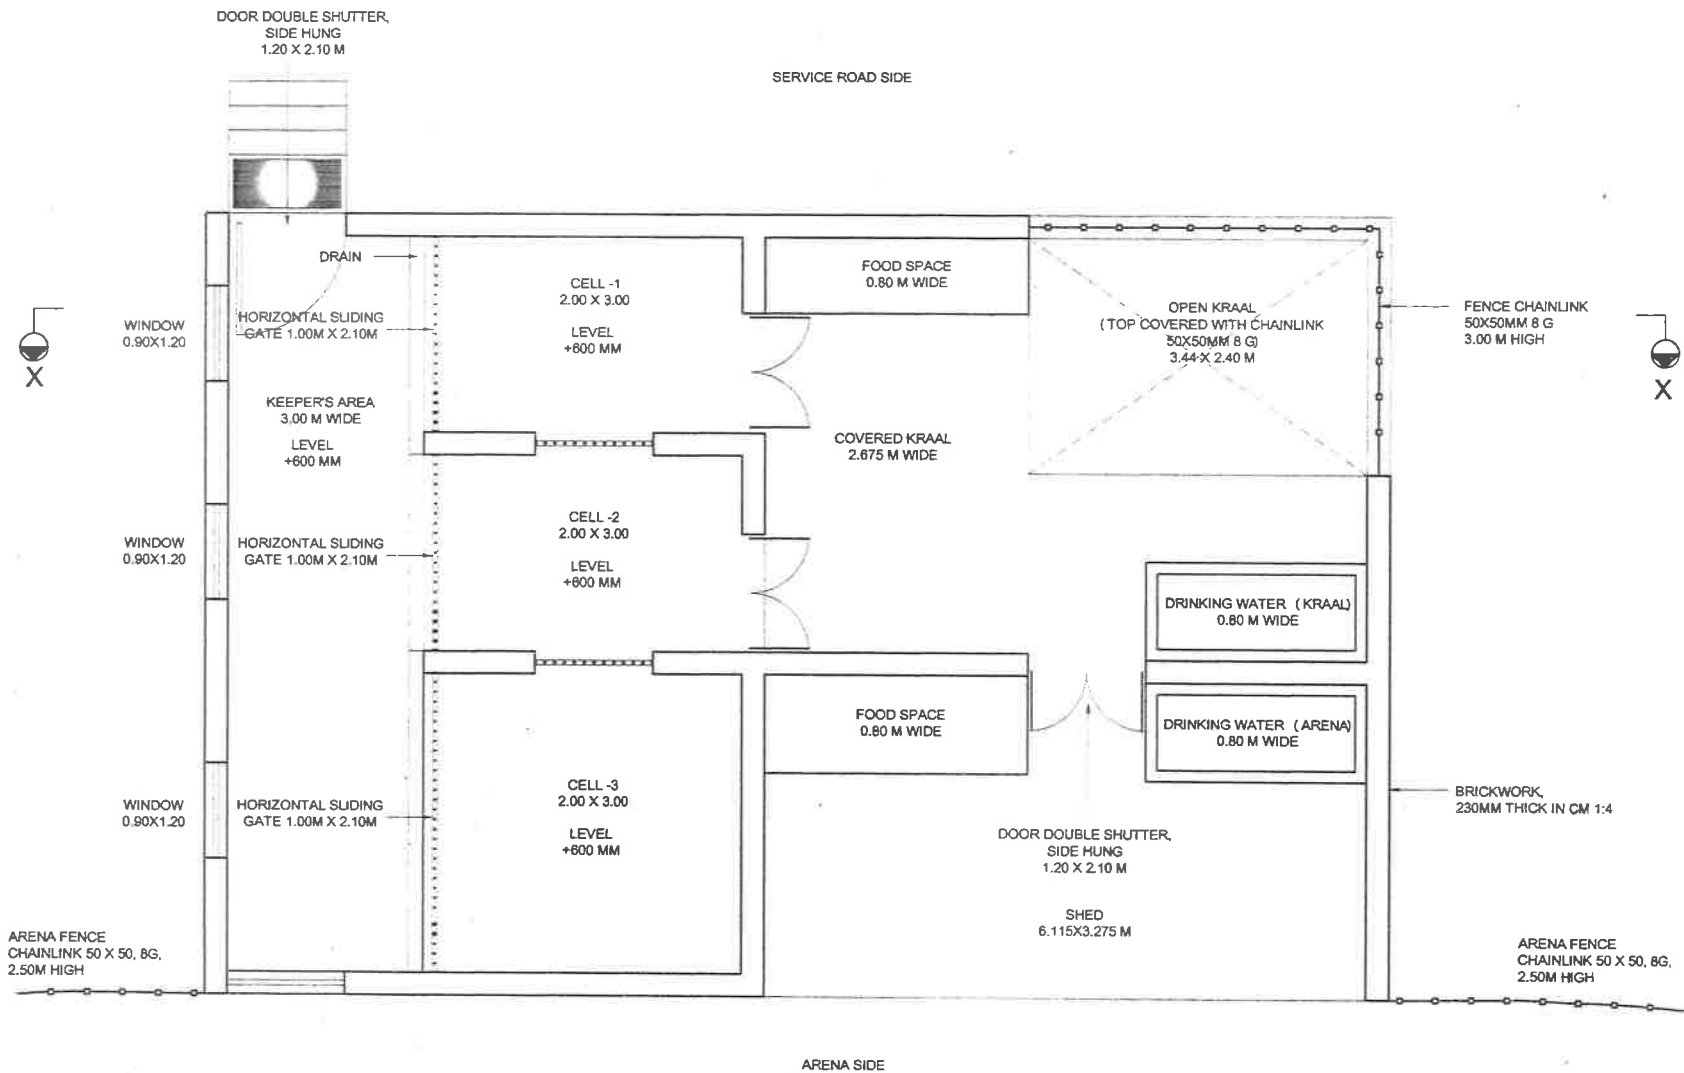 DOOR DOUBLE SHUTTER,
SIDE HUNG
1.20 X 2.10 M
SERVICE ROAD SIDE
DRAIN
CELL -1
2.00 X 3.00
LEVEL
+600 MM
FOOD SPACE
0.80 M WIDE
OPEN KRAAL
( TOP COVERED WITH CHAINLINK
50X50MM 8 G)
3.44 X 2.40 M
FENCE CHAINLINK
50X50MM 8 G
3.00 M HIGH
WINDOW
0.90X1.20
HORIZONTAL SLIDING
GATE 1.00M X 2.10M
X
X
KEEPER'S AREA
3.00 M WIDE
LEVEL
+600 MM
COVERED KRAAL
2.675 M WIDE
WINDOW
0.90X1.20
HORIZONTAL SLIDING
GATE 1.00M X 2.10M
CELL -2
2.00 X 3.00
LEVEL
+600 MM
DRINKING WATER ( KRAAL)
0.80 M WIDE
FOOD SPACE
0.80 M WIDE
DRINKING WATER ( ARENA)
0.80 M WIDE
WINDOW
0.90X1.20
HORIZONTAL SLIDING
GATE 1.00M X 2.10M
CELL -3
2.00 X 3.00
LEVEL
+600 MM
BRICKWORK,
230MM THICK IN CM 1:4
DOOR DOUBLE SHUTTER,
SIDE HUNG
1.20 X 2.10 M
SHED
6.115X3.275 M
ARENA FENCE
CHAINLINK 50 X 50, 8G,
2.50M HIGH
ARENA FENCE
CHAINLINK 50 X 50, 8G,
2.50M HIGH
ARENA SIDE